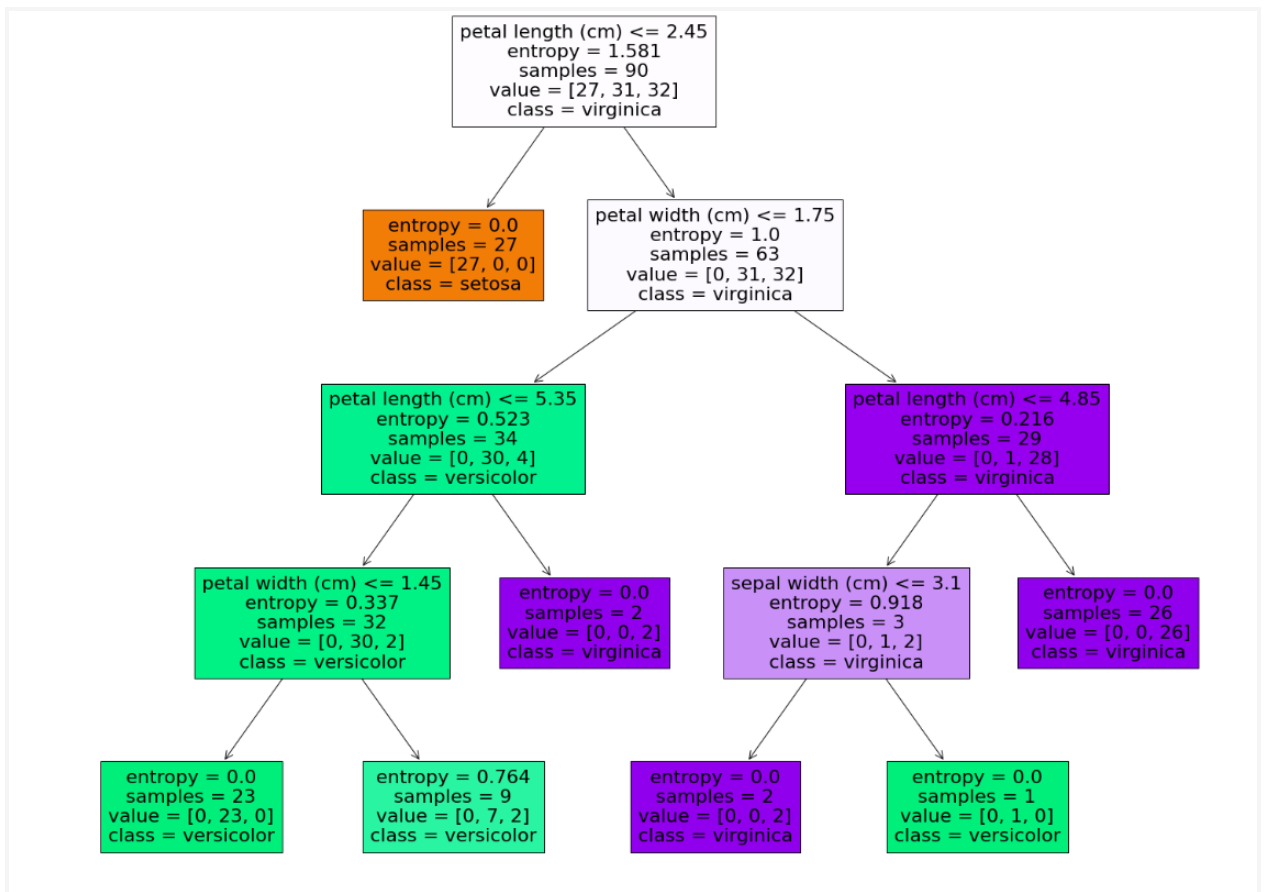 petal length (cm) <= 2.45
entropy = 1.581
samples = 90
value = [27, 31, 32]
class = virginica
entropy = 0.0
samples = 27
value = [27, 0, 0]
class = setosa
petal width (cm) <= 1.75
entropy = 1.0
samples = 63
value = [0, 31, 32]
class = virginica
petal length (cm) <= 5.35
entropy = 0.523
samples = 34
value = [0, 30, 4]
class = versicolor
petal length (cm) <= 4.85
entropy = 0.216
samples = 29
value = [0, 1, 28]
class = virginica
petal width (cm) <= 1.45
entropy = 0.337
samples = 32
value = [0, 30, 2]
class = versicolor
entropy = 0.0
samples = 2
value = [0, 0, 2]
class = virginica
sepal width (cm) <= 3.1
entropy = 0.918
samples = 3
value = [0, 1, 2]
class = virginica
entropy = 0.0
samples = 26
value = [0, 0, 26]
class = virginica
entropy = 0.0
samples = 23
value = [0, 23, 0]
class = versicolor
entropy = 0.764
samples = 9
value = [0, 7, 2]
class = versicolor
entropy = 0.0
samples = 2
value = [0, 0, 2]
class = virginica
entropy = 0.0
samples = 1
value = [0, 1, 0]
class = versicolor